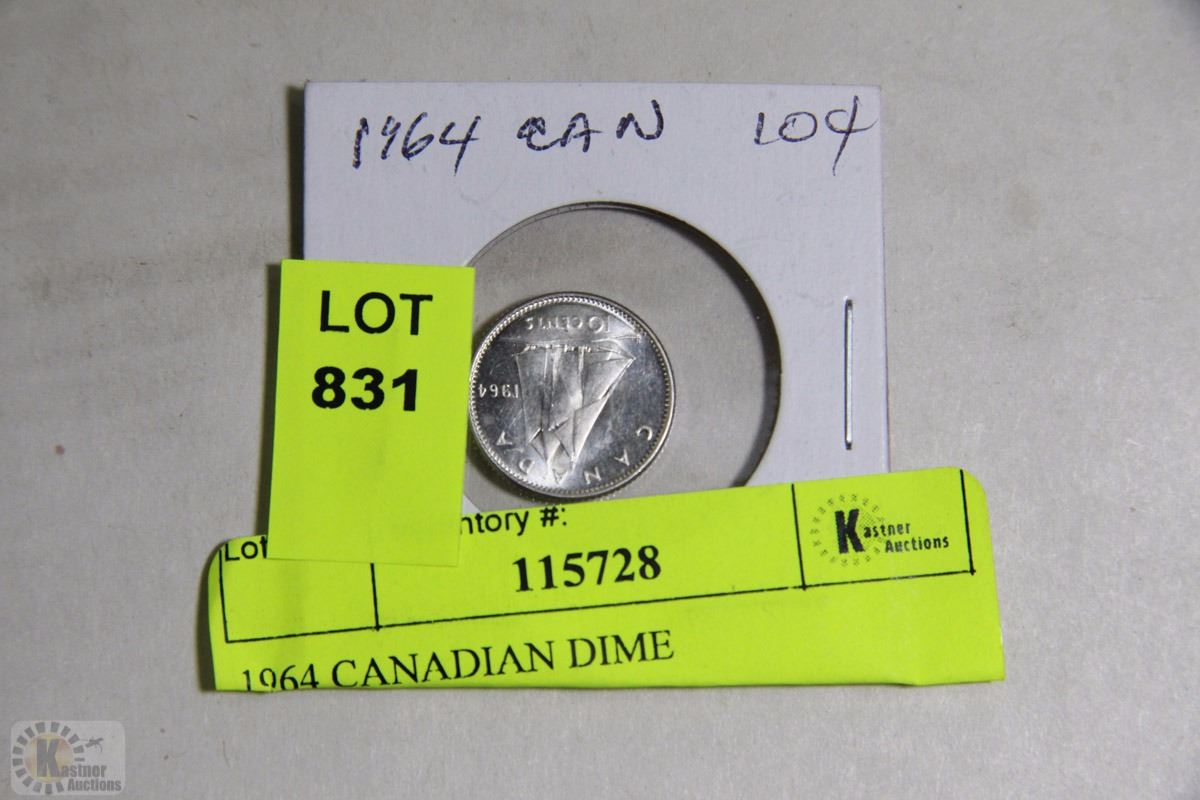 1964 CAN 10¢
LOT
831
10 CENTS
1964
CANADA
Lot
ntory #:
115728
Kastner
Auctions
1964 CANADIAN DIME
Kastner
Auctions